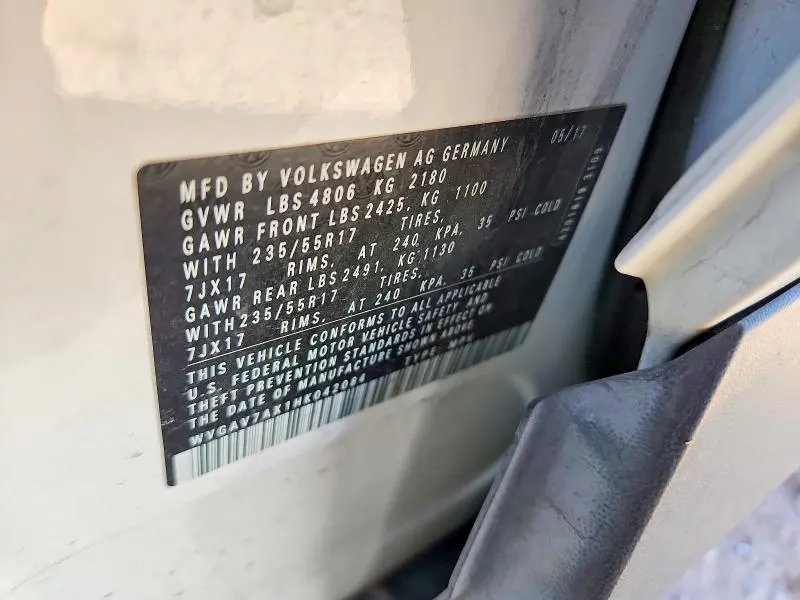 05/17
MFD BY VOLKSWAGEN AG GERMANY
GVWR LBS 4806 KG 2180
GAWR FRONT LBS 2425, KG 1100
WITH 235/55R17 TIRES,
7JX17 RIMS, AT 240 KPA, 35 PSI COLD
GAWR REAR LBS 2491, KG 1130
WITH 235/55R17 TIRES,
7JX17 RIMS, AT 240 KPA, 35 PSI COLD
THIS VEHICLE CONFORMS TO ALL APPLICABLE
U.S. FEDERAL MOTOR VEHICLE SAFETY AND
THEFT PREVENTION STANDARDS IN EFFECT ON
THE DATE OF MANUFACTURE SHOWN ABOVE.
WVGAV7AX1HK042064 TYPE: